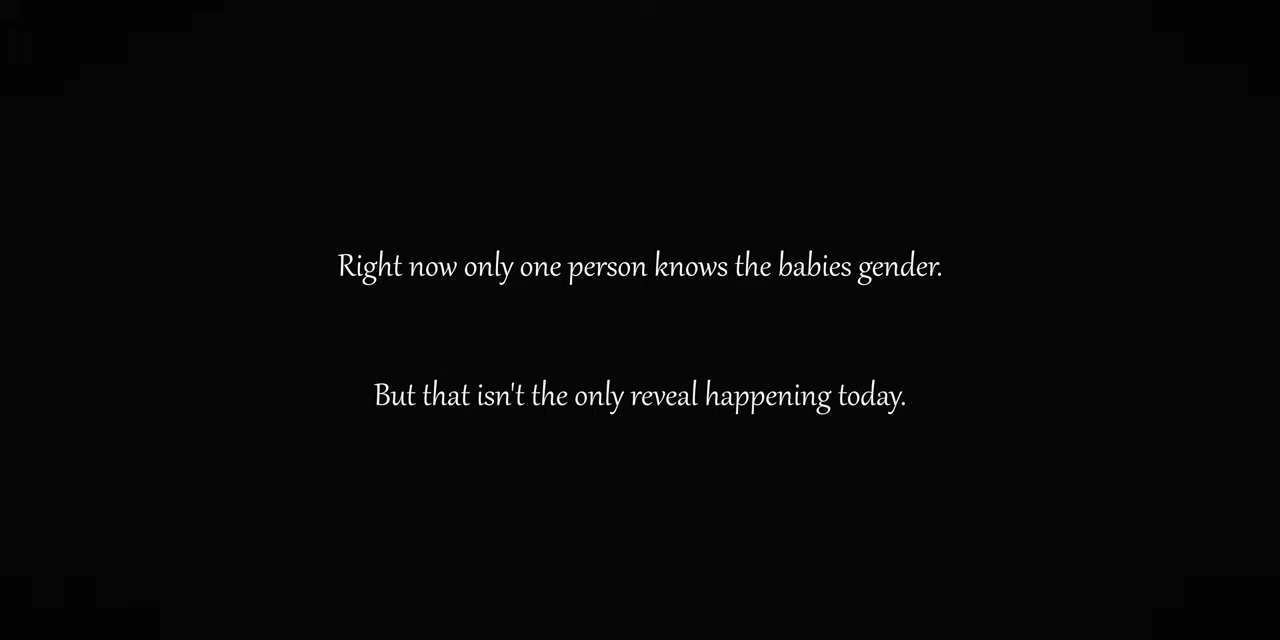 Right now only one person knows the babies gender.
But that isn't the only reveal happening today.